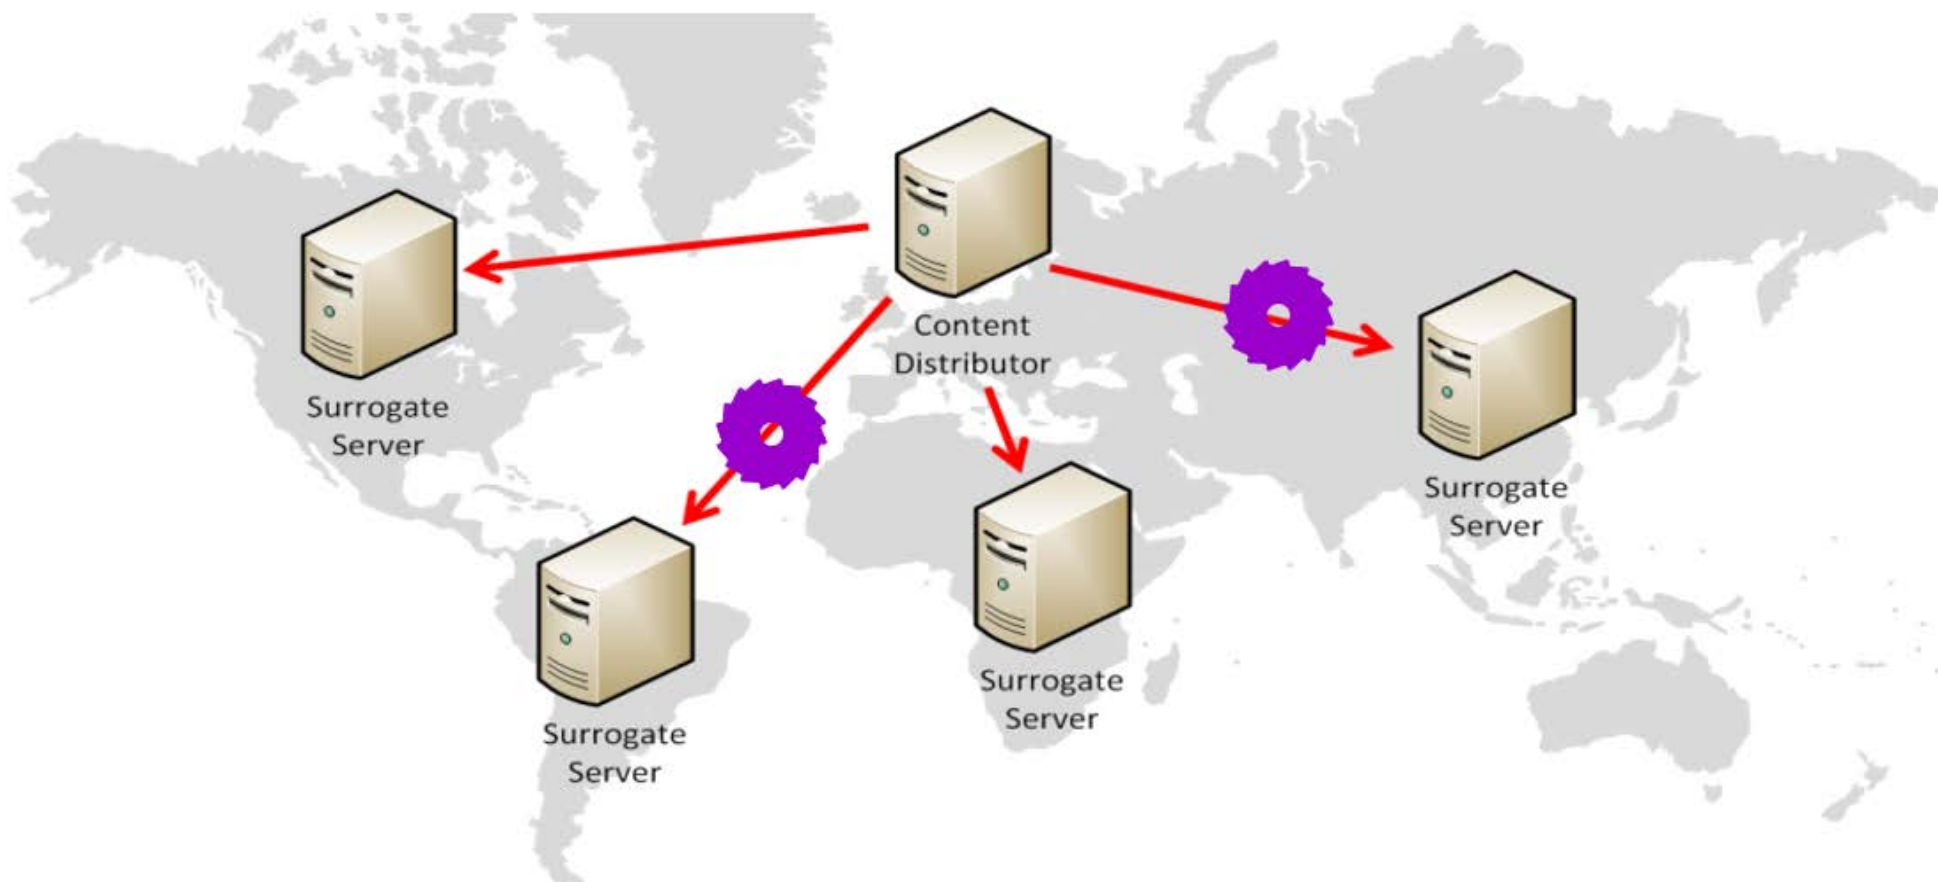 Content
Distributor
Surrogate
Server
Surrogate
Server
Surrogate
Server
Surrogate
Server